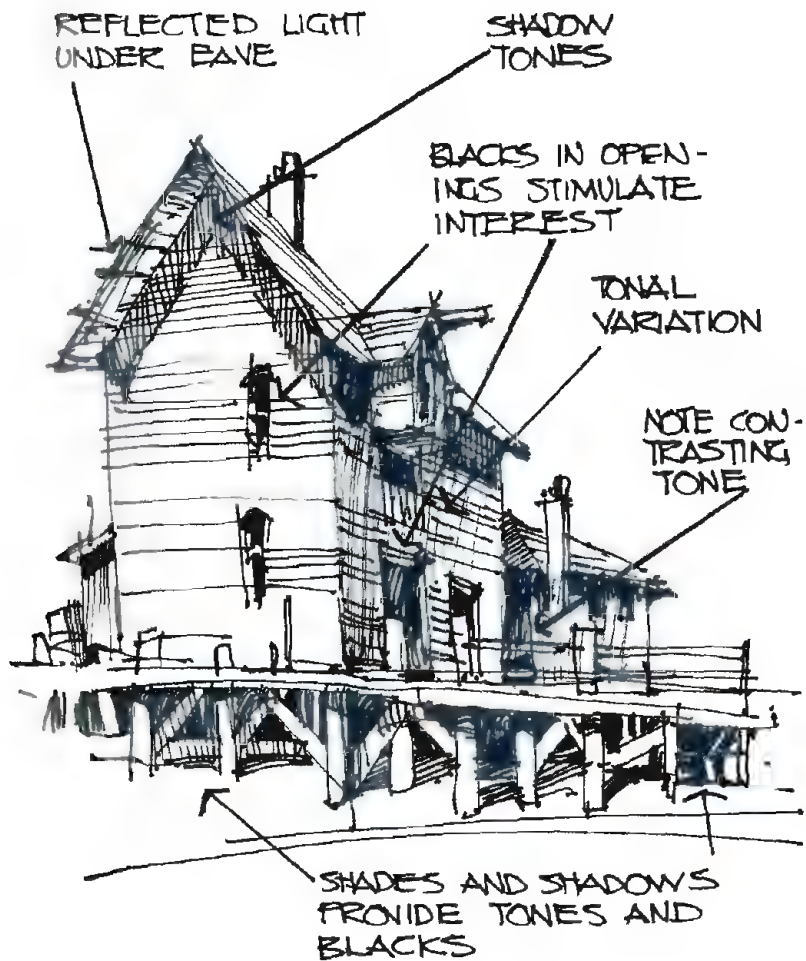 REFLECTED LIGHT
UNDER EAVE
SHADOW
TONES
BLACKS IN OPEN-
INGS STIMULATE
INTEREST
TONAL
VARIATION
NOTE CON-
TRASTING
TONE
SHADES AND SHADOWS
PROVIDE TONES AND
BLACKS